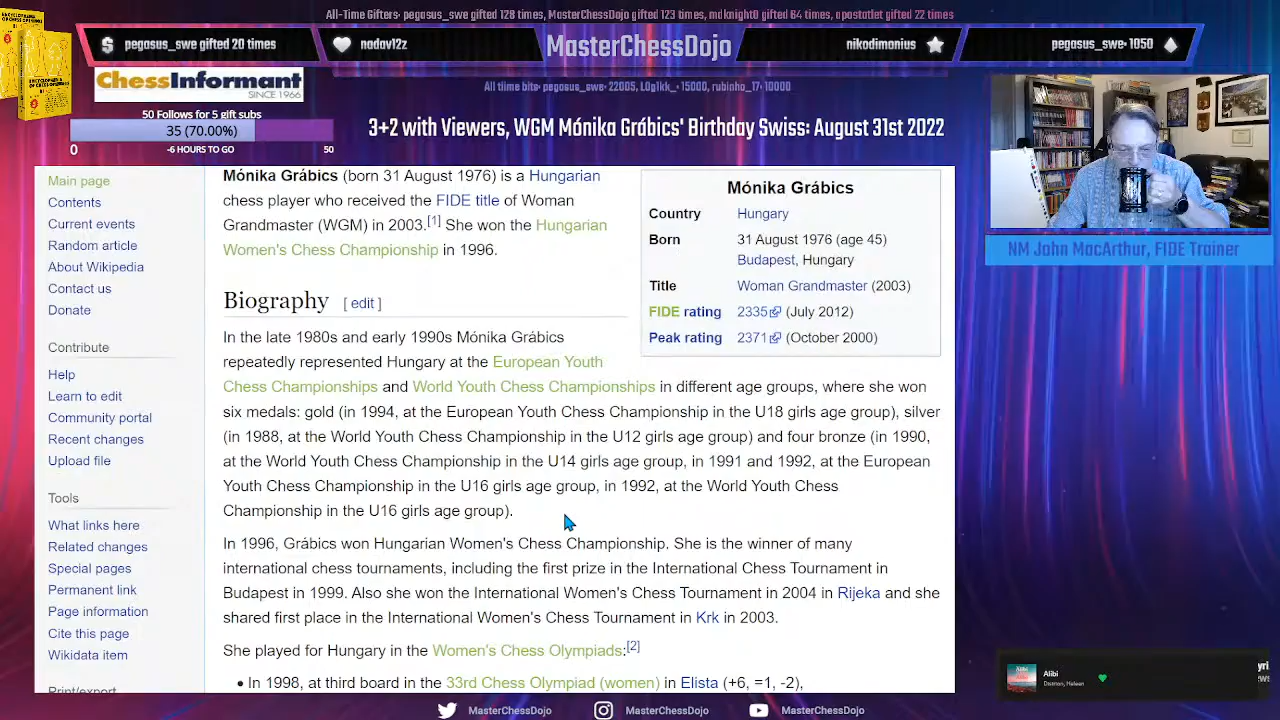 All-Time Gifters: pegasus_swe gifted 128 times, MasterChessDojo gifted 123 times, nutnight0 gifted 64 times, apostatlet gifted 22 times
pegasus_swe gifted 20 times
nadav12z
MasterChessDojo
nikodimonius
pegasus_swe: 1050
ChessInformant
SINCE 1966
All time bits: pegasus_swe: 22005, L0g1kk_: 15000, rubinho_17: 10000
50 Follows for 5 gift subs
35 (70.00%)
0
-6 HOURS TO GO
50
3+2 with Viewers, WGM Mónika Grábics' Birthday Swiss: August 31st 2022
Main page
Contents
Current events
Random article
About Wikipedia
Contact us
Donate
Contribute
Help
Learn to edit
Community portal
Recent changes
Upload file
Tools
What links here
Related changes
Special pages
Permanent link
Page information
Cite this page
Wikidata item
Print/export
Mónika Grábics (born 31 August 1976) is a Hungarian
chess player who received the FIDE title of Woman
Grandmaster (WGM) in 2003.[1] She won the Hungarian
Women's Chess Championship in 1996.
Mónika Grábics
Country Hungary
Born 31 August 1976 (age 45)
Budapest, Hungary
Title Woman Grandmaster (2003)
FIDE rating 2335 (July 2012)
Peak rating 2371 (October 2000)
Biography [ edit ]
In the late 1980s and early 1990s Mónika Grábics
repeatedly represented Hungary at the European Youth
Chess Championships and World Youth Chess Championships in different age groups, where she won
six medals: gold (in 1994, at the European Youth Chess Championship in the U18 girls age group), silver
(in 1988, at the World Youth Chess Championship in the U12 girls age group) and four bronze (in 1990,
at the World Youth Chess Championship in the U14 girls age group, in 1991 and 1992, at the European
Youth Chess Championship in the U16 girls age group, in 1992, at the World Youth Chess
Championship in the U16 girls age group).
In 1996, Grábics won Hungarian Women's Chess Championship. She is the winner of many
international chess tournaments, including the first prize in the International Chess Tournament in
Budapest in 1999. Also she won the International Women's Chess Tournament in 2004 in Rijeka and she
shared first place in the International Women's Chess Tournament in Krk in 2003.
She played for Hungary in the Women's Chess Olympiads:[2]
• In 1998, at third board in the 33rd Chess Olympiad (women) in Elista (+6, =1, -2),
NM John MacArthur, FIDE Trainer
Alibi
MasterChessDojo
MasterChessDojo
MasterChessDojo